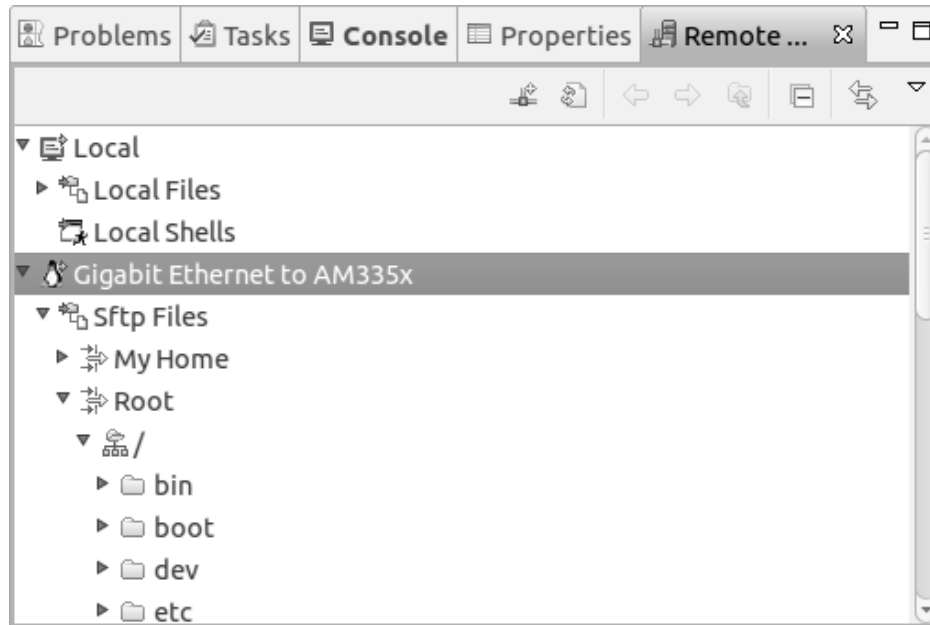 Problems Tasks Console Properties Remote ...
Local
Local Files
Local Shells
Gigabit Ethernet to AM335x
Sftp Files
My Home
Root
/
bin
boot
dev
etc